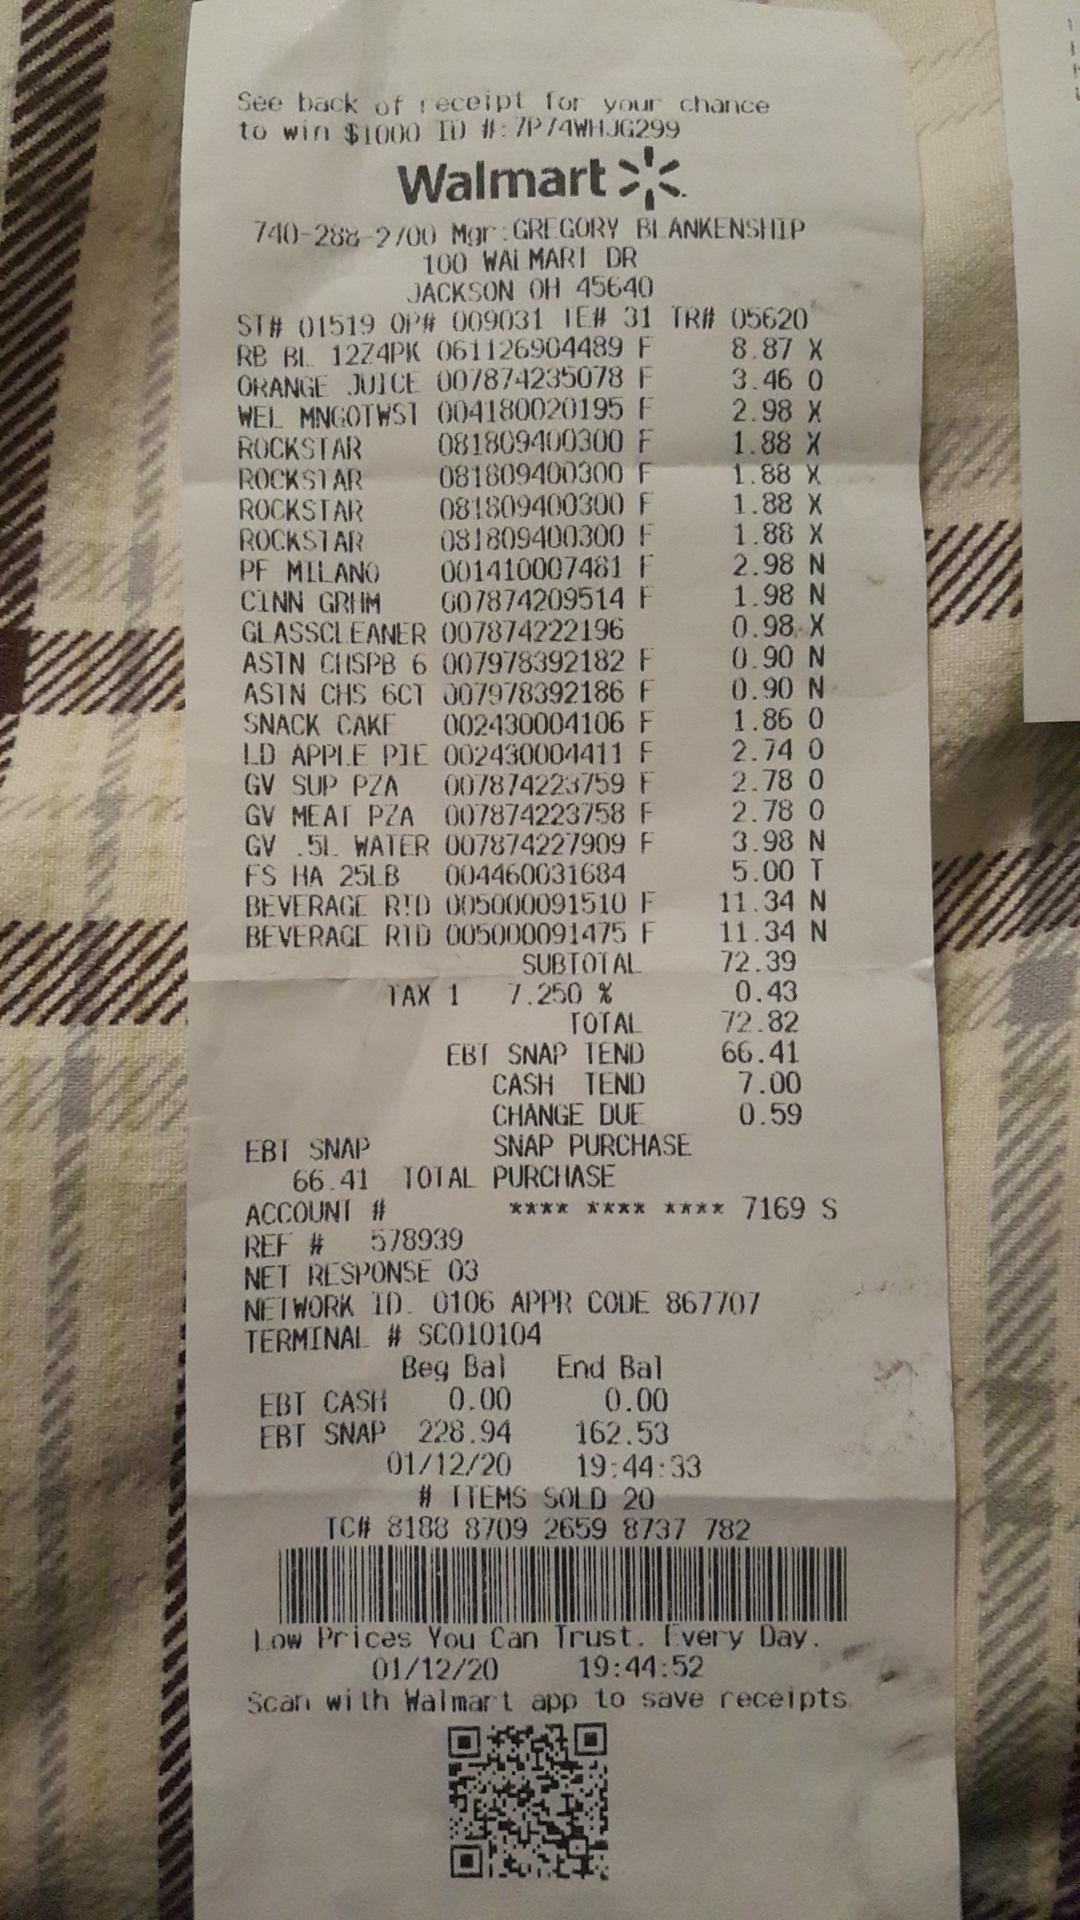 See back of receipt for your chance
to win $1000 ID #:7P74WHJG299
Walmart
740-288-2700 Mgr:GREGORY BLANKENSHIP
100 WALMART DR
JACKSON OH 45640
ST# 01519 OP# 009031 TE# 31 TR# 05620
RB BL 12Z4PK 061126904489 F 8.87 X
ORANGE JUICE 007874235078 F 3.46 O
WEL MNGOTWST 004180020195 F 2.98 X
ROCKSTAR 081809400300 F 1.88 X
ROCKSTAR 081809400300 F 1.88 X
ROCKSTAR 081809400300 F 1.88 X
ROCKSTAR 081809400300 F 1.88 X
PF MILANO 001410007481 F 2.98 N
CINN GRHM 007874209514 F 1.98 N
GLASSCLEANER 007874222196 0.98 X
ASTN CHSPB 6 007978392182 F 0.90 N
ASTN CHS 6CT 007978392186 F 0.90 N
SNACK CAKE 002430004106 F 1.86 O
LD APPLE PIE 002430004411 F 2.74 O
GV SUP PZA 007874223759 F 2.78 O
GV MEAT PZA 007874223758 F 2.78 O
GV .5L WATER 007874227909 F 3.98 N
FS HA 25LB 004460031684 5.00 T
BEVERAGE RTD 005000091510 F 11.34 N
BEVERAGE RTD 005000091475 F 11.34 N
SUBTOTAL 72.39
TAX 1 7.250 % 0.43
TOTAL 72.82
EBT SNAP TEND 66.41
CASH TEND 7.00
CHANGE DUE 0.59
EBT SNAP SNAP PURCHASE
66.41 TOTAL PURCHASE
ACCOUNT # **** **** **** 7169 S
REF # 578939
NET RESPONSE 03
NETWORK ID. 0106 APPR CODE 867707
TERMINAL # SC010104
Beg Bal End Bal
EBT CASH 0.00 0.00
EBT SNAP 228.94 162.53
01/12/20 19:44:33
# ITEMS SOLD 20
TC# 8188 8709 2659 8737 782
Low Prices You Can Trust. Every Day.
01/12/20 19:44:52
Scan with Walmart app to save receipts